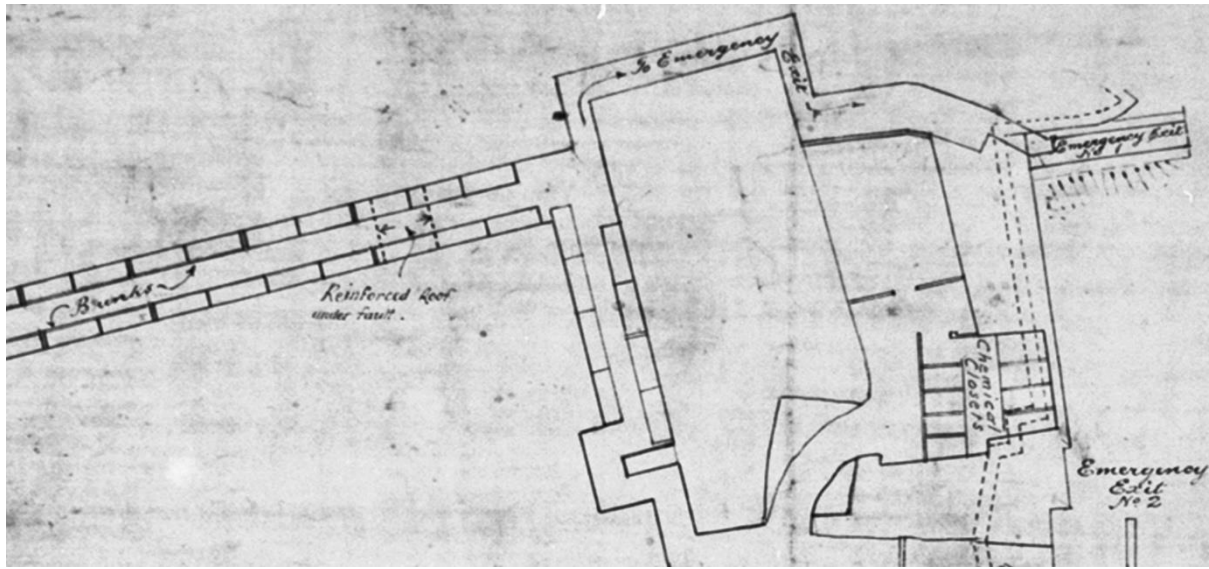 To Emergency
Exit
Emergency Exit
No 1
Bunks
Reinforced Roof
under fault.
Chemical
Closets
Emergency
Exit
No 2